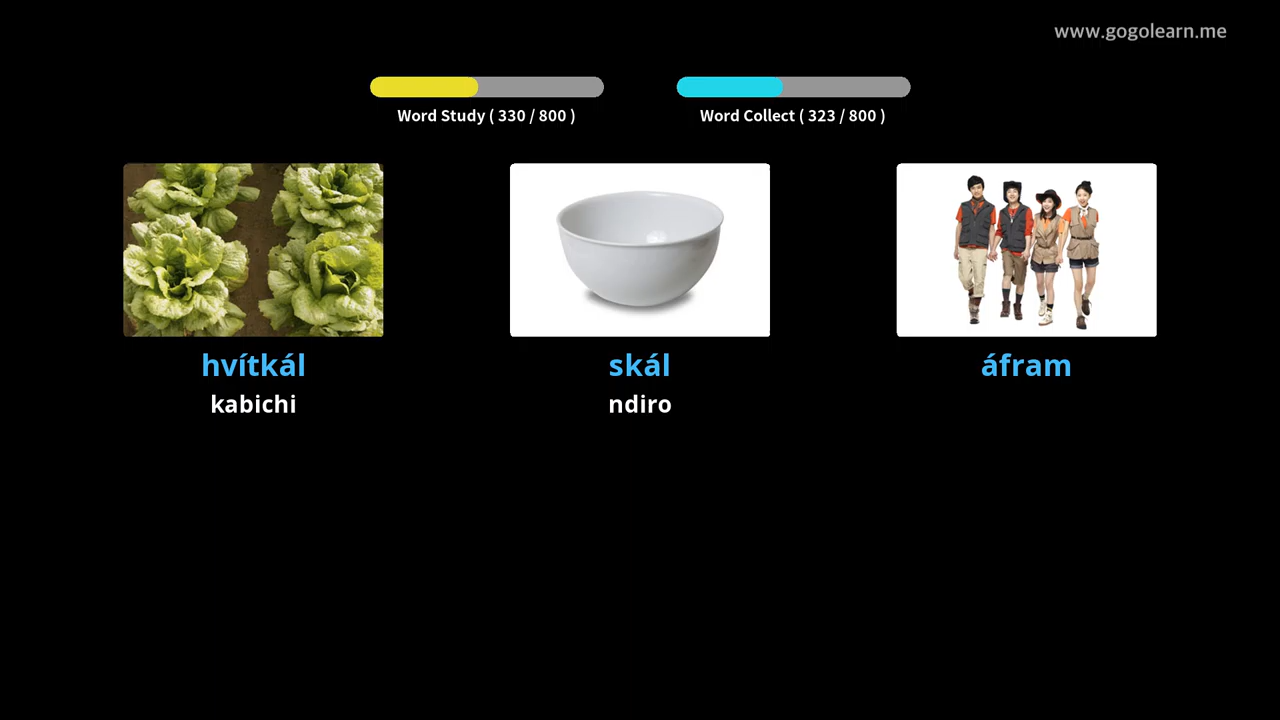 www.gogolearn.me
Word Study ( 330 / 800 )
Word Collect ( 323 / 800 )
hvítkál
kabichi
skál
ndiro
áfram